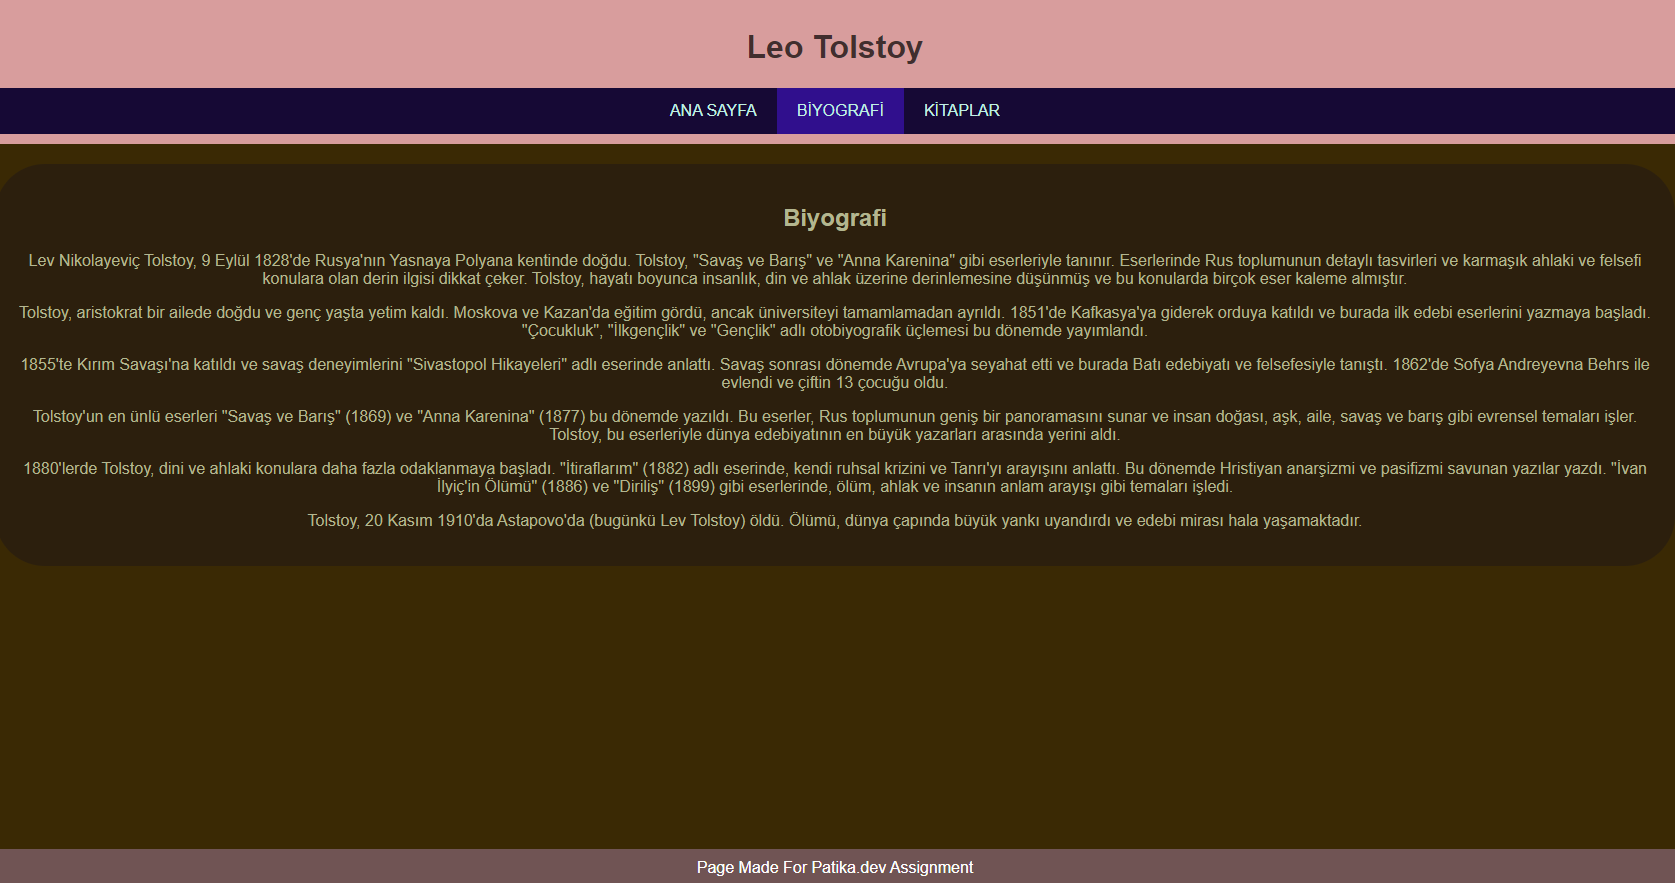 Leo Tolstoy
ANA SAYFA
BİYOGRAFİ
KİTAPLAR
Biyografi
Lev Nikolayeviç Tolstoy, 9 Eylül 1828'de Rusya'nın Yasnaya Polyana kentinde doğdu. Tolstoy, "Savaş ve Barış" ve "Anna Karenina" gibi eserleriyle tanınır. Eserlerinde Rus toplumunun detaylı tasvirleri ve karmaşık ahlaki ve felsefi
konulara olan derin ilgisi dikkat çeker. Tolstoy, hayatı boyunca insanlık, din ve ahlak üzerine derinlemesine düşünmüş ve bu konularda birçok eser kaleme almıştır.
Tolstoy, aristokrat bir ailede doğdu ve genç yaşta yetim kaldı. Moskova ve Kazan'da eğitim gördü, ancak üniversiteyi tamamlamadan ayrıldı. 1851'de Kafkasya'ya giderek orduya katıldı ve burada ilk edebi eserlerini yazmaya başladı.
"Çocukluk", "İlkgençlik" ve "Gençlik" adlı otobiyografik üçlemesi bu dönemde yayımlandı.
1855'te Kırım Savaşı'na katıldı ve savaş deneyimlerini "Sivastopol Hikayeleri" adlı eserinde anlattı. Savaş sonrası dönemde Avrupa'ya seyahat etti ve burada Batı edebiyatı ve felsefesiyle tanıştı. 1862'de Sofya Andreyevna Behrs ile
evlendi ve çiftin 13 çocuğu oldu.
Tolstoy'un en ünlü eserleri "Savaş ve Barış" (1869) ve "Anna Karenina" (1877) bu dönemde yazıldı. Bu eserler, Rus toplumunun geniş bir panoramasını sunar ve insan doğası, aşk, aile, savaş ve barış gibi evrensel temaları işler.
Tolstoy, bu eserleriyle dünya edebiyatının en büyük yazarları arasında yerini aldı.
1880'lerde Tolstoy, dini ve ahlaki konulara daha fazla odaklanmaya başladı. "İtiraflarım" (1882) adlı eserinde, kendi ruhsal krizini ve Tanrı'yı arayışını anlattı. Bu dönemde Hristiyan anarşizmi ve pasifizmi savunan yazılar yazdı. "İvan
İlyiç'in Ölümü" (1886) ve "Diriliş" (1899) gibi eserlerinde, ölüm, ahlak ve insanın anlam arayışı gibi temaları işledi.
Tolstoy, 20 Kasım 1910'da Astapovo'da (bugünkü Lev Tolstoy) öldü. Ölümü, dünya çapında büyük yankı uyandırdı ve edebi mirası hala yaşamaktadır.
Page Made For Patika.dev Assignment